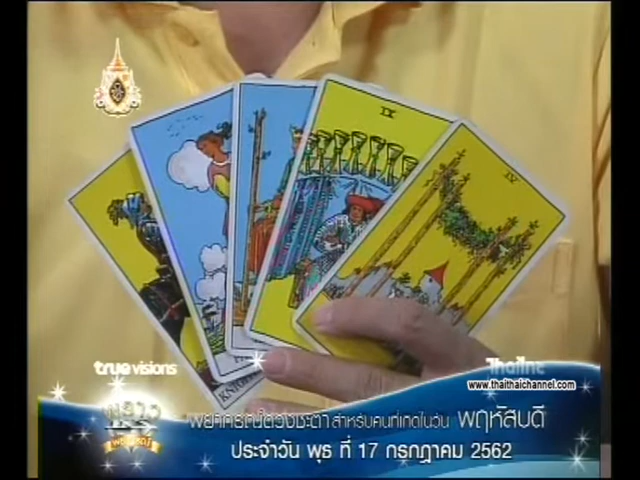 IX
IV
true visions
www.thaithaichannel.com
พยากรณ์ดวงชะตาสำหรับคนที่เกิดในวัน พฤหัสบดี
ประจำวัน พุธ ที่ 17 กรกฎาคม 2562